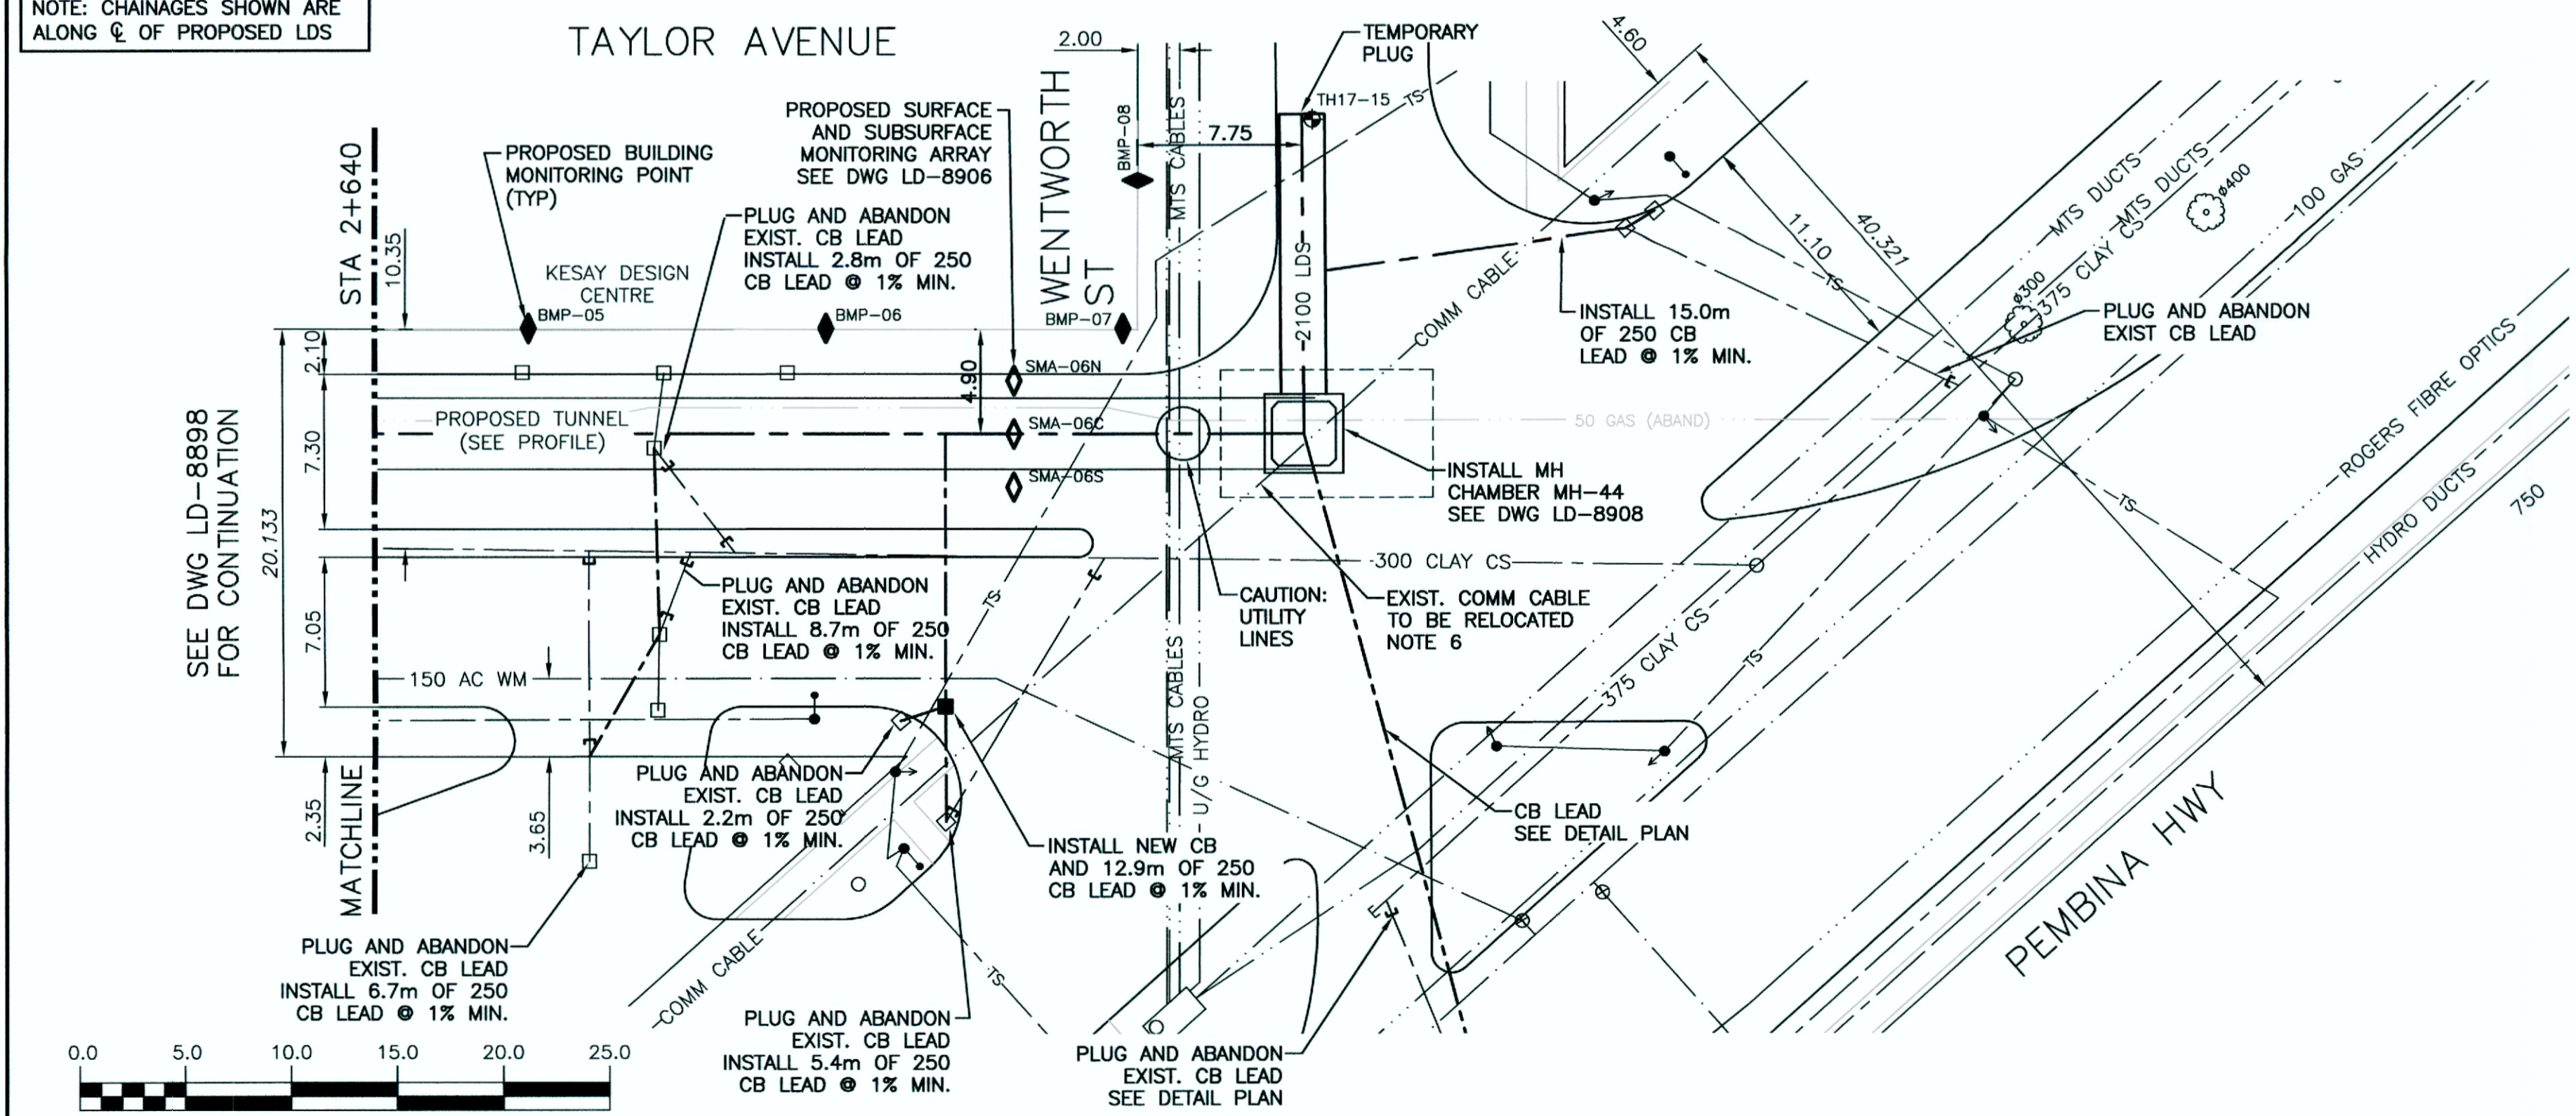 NOTE: CHAINAGES SHOWN ARE
ALONG ℄ OF PROPOSED LDS
TAYLOR AVENUE
2.00
WENTWORTH
ST
TEMPORARY
PLUG
TH17-15
TS
4.60
BMP-08
MTS CABLES
7.75
PROPOSED SURFACE
AND SUBSURFACE
MONITORING ARRAY
SEE DWG LD-8906
PROPOSED BUILDING
MONITORING POINT
(TYP)
STA 2+640
10.35
PLUG AND ABANDON
EXIST. CB LEAD
INSTALL 2.8m OF 250
CB LEAD @ 1% MIN.
KESAY DESIGN
CENTRE
BMP-05
BMP-06
BMP-07
2100 LDS
COMM CABLE
INSTALL 15.0m
OF 250 CB
LEAD @ 1% MIN.
11.10
40.321
TS
MTS DUCTS
MTS DUCTS
375 CLAY CS
ø400
ø300
100 GAS
PLUG AND ABANDON
EXIST CB LEAD
2.10
4.90
SMA-06N
SMA-06C
SMA-06S
PROPOSED TUNNEL
(SEE PROFILE)
50 GAS (ABAND)
ROGERS FIBRE OPTICS
HYDRO DUCTS
750
TS
SEE DWG LD-8898
FOR CONTINUATION
20.133
7.30
7.05
INSTALL MH
CHAMBER MH-44
SEE DWG LD-8908
300 CLAY CS
PLUG AND ABANDON
EXIST. CB LEAD
INSTALL 8.7m OF 250
CB LEAD @ 1% MIN.
TS
CAUTION:
UTILITY
LINES
EXIST. COMM CABLE
TO BE RELOCATED
NOTE 6
375 CLAY CS
TS
150 AC WM
MTS CABLES
U/G HYDRO
MATCHLINE
2.35
3.65
PLUG AND ABANDON
EXIST. CB LEAD
INSTALL 2.2m OF 250
CB LEAD @ 1% MIN.
INSTALL NEW CB
AND 12.9m OF 250
CB LEAD @ 1% MIN.
CB LEAD
SEE DETAIL PLAN
PEMBINA HWY
PLUG AND ABANDON
EXIST. CB LEAD
INSTALL 6.7m OF 250
CB LEAD @ 1% MIN.
COMM CABLE
TS
PLUG AND ABANDON
EXIST. CB LEAD
INSTALL 5.4m OF 250
CB LEAD @ 1% MIN.
PLUG AND ABANDON
EXIST. CB LEAD
SEE DETAIL PLAN
0.0 5.0 10.0 15.0 20.0 25.0